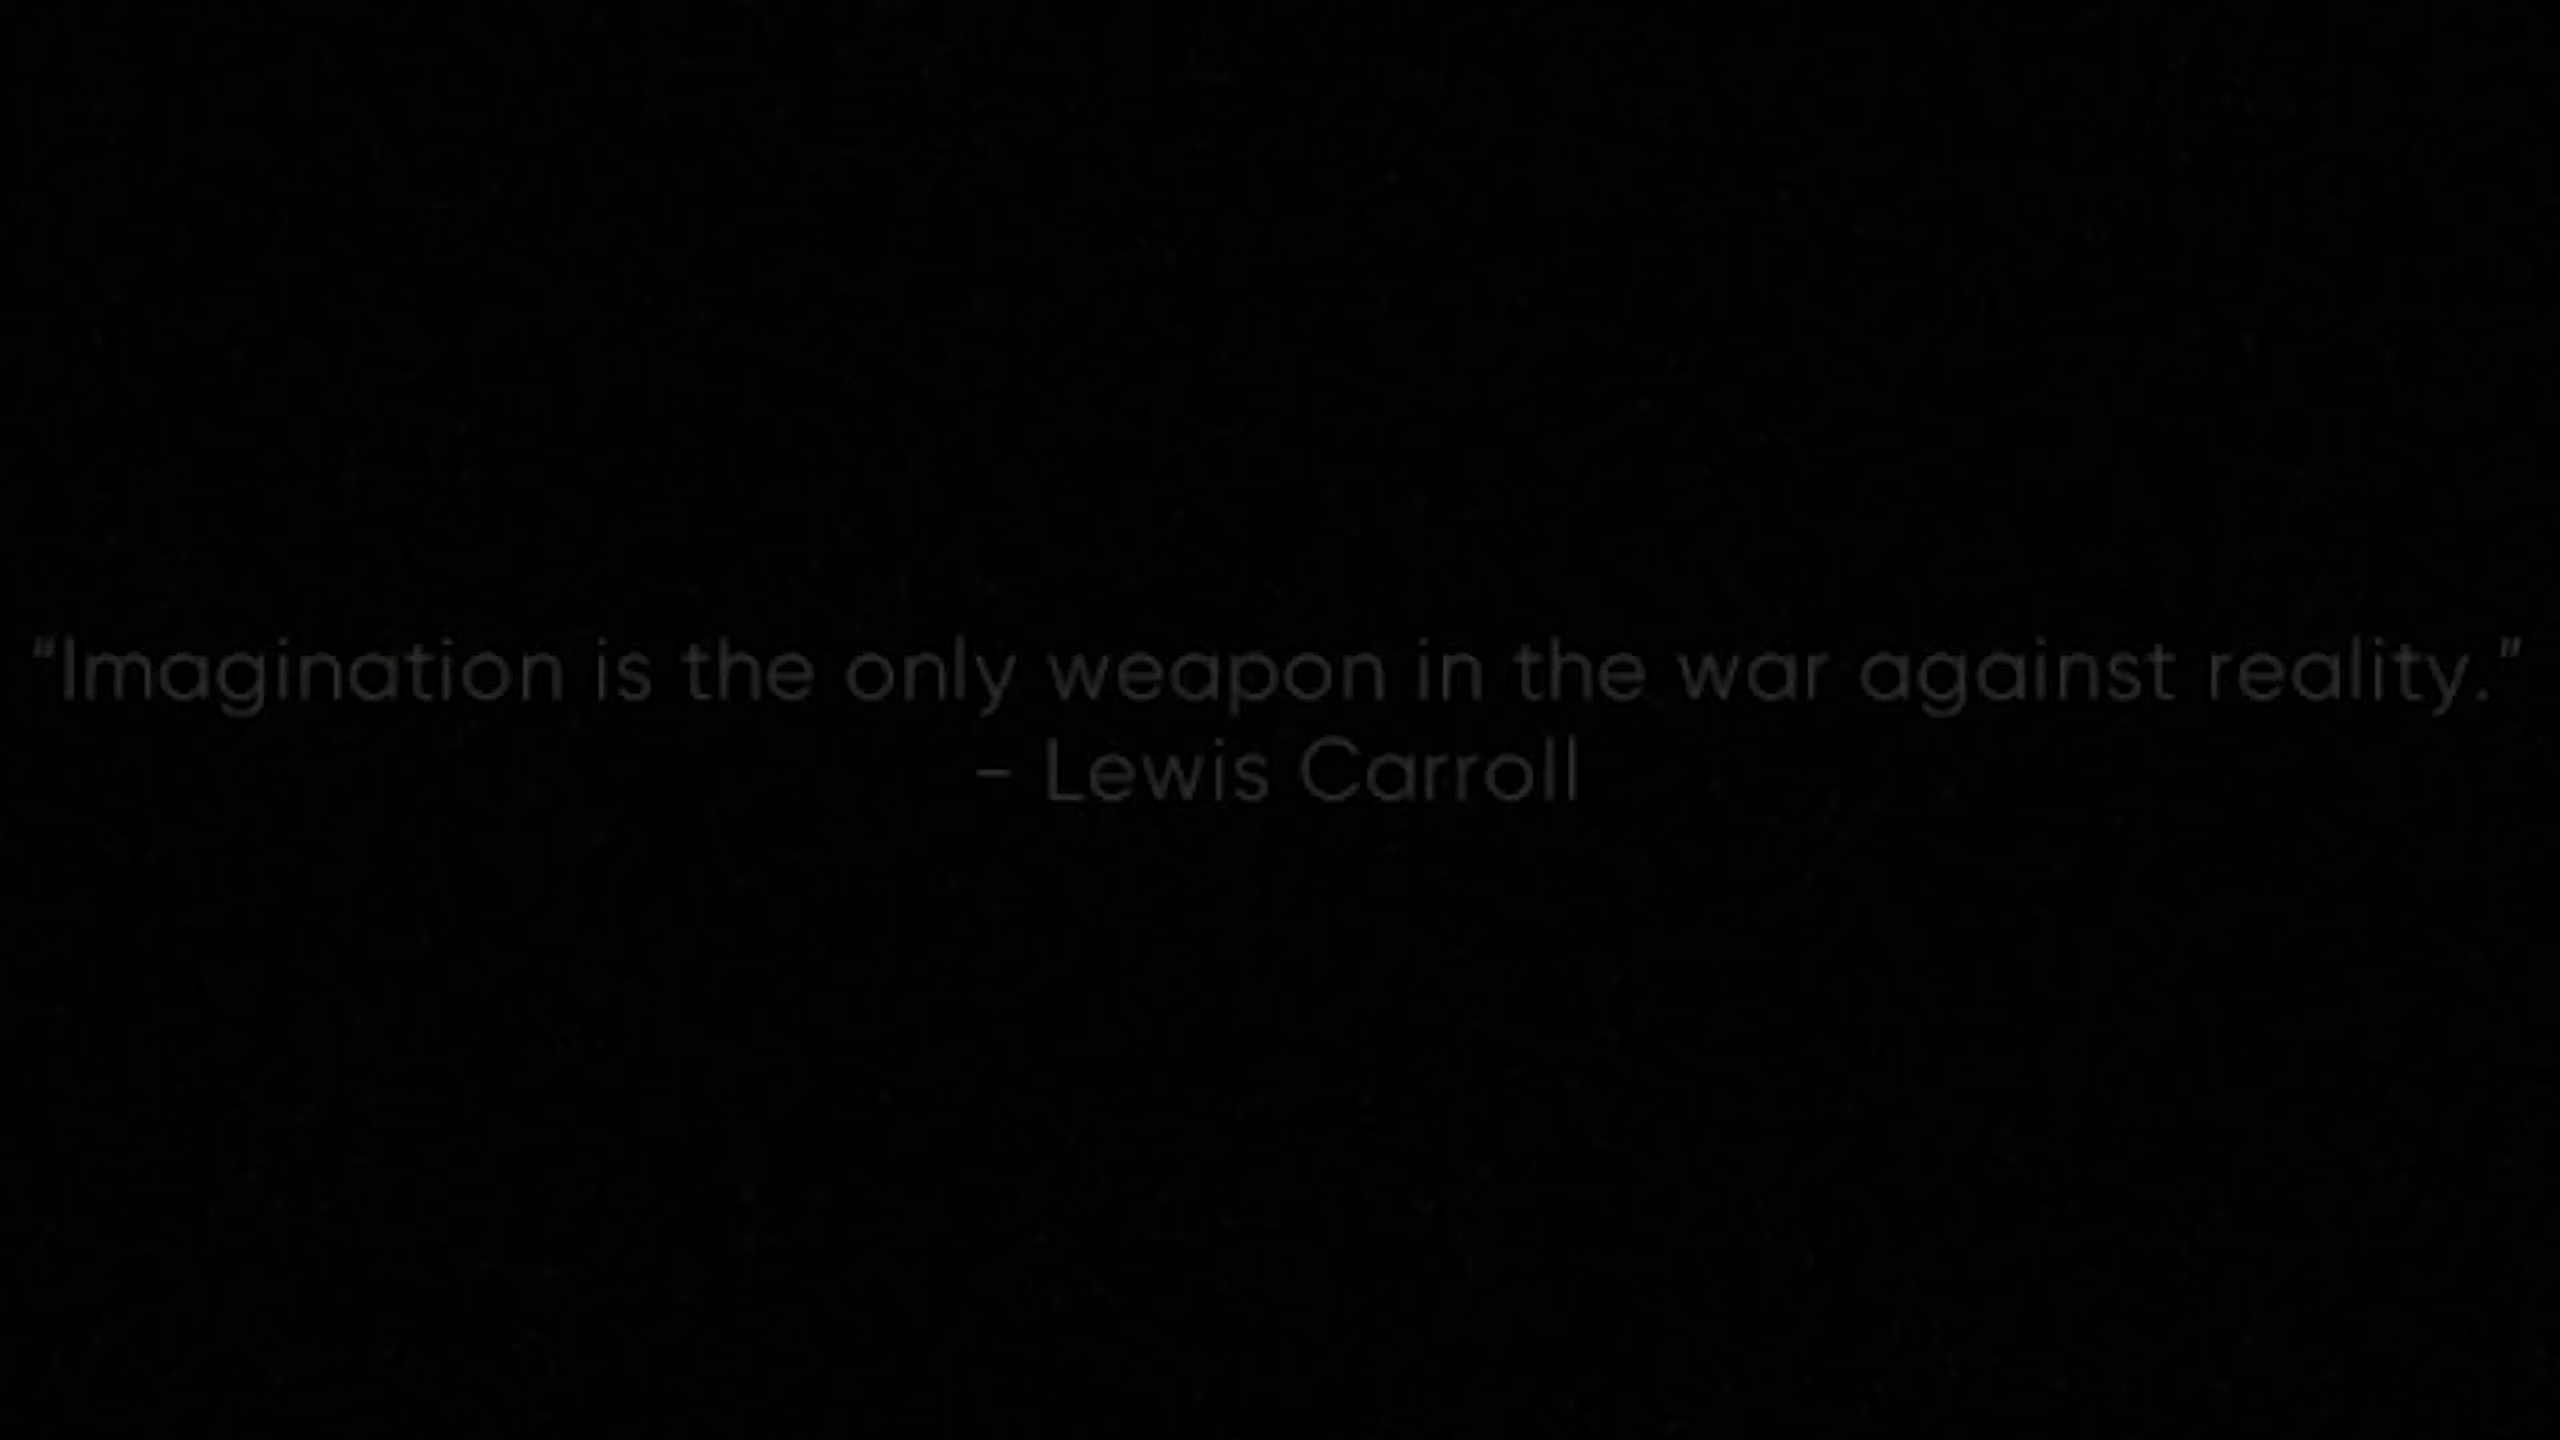 “Imagination is the only weapon in the war against reality.”
– Lewis Carroll